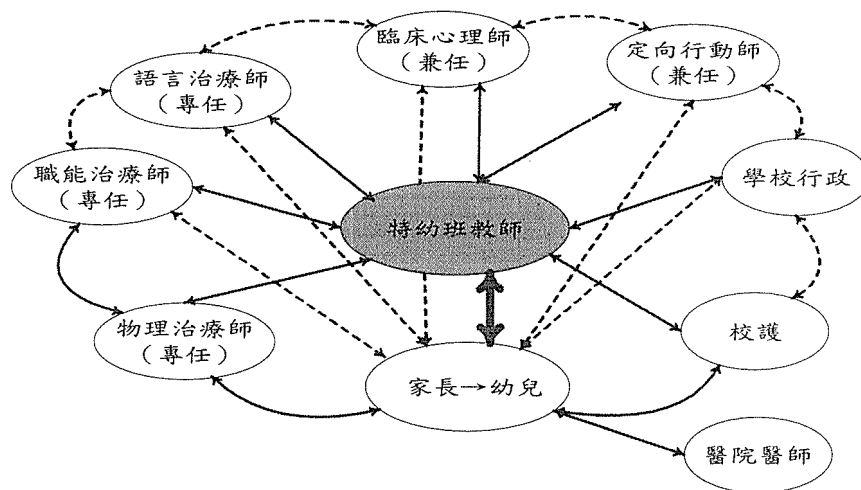 臨床心理師
(兼任)
定向行動師
(兼任)
語言治療師
(專任)
職能治療師
(專任)
學校行政
特幼班教師
物理治療師
(專任)
校護
家長→幼兒
醫院醫師